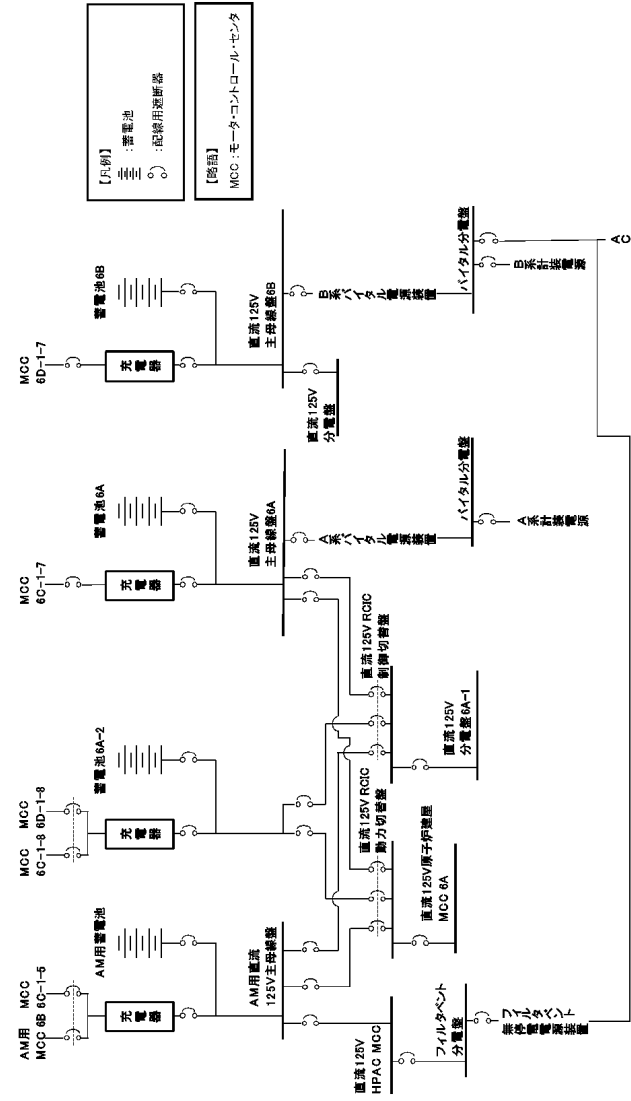 【凡例】
：蓄電池
：配線用遮断器
【略語】
MCC：モータ・コントロール・センタ
AM用
MCC 6B
MCC
6C-1-5
充電器
AM用蓄電池
AM用直流
125V主母線盤
直流125V
HPAC MCC
フィルタベント
分電盤
フィルタベント
無停電電源装置
MCC
6C-1-8
MCC
6D-1-8
充電器
蓄電池6A-2
直流125V RCIC
動力切替盤
直流125V原子炉建屋
MCC 6A
直流125V RCIC
制御切替盤
直流125V
分電盤6A-1
MCC
6C-1-7
充電器
蓄電池6A
直流125V
主母線盤6A
A系バイタル電源装置
バイタル分電盤
A系計装電源
MCC
6D-1-7
充電器
蓄電池6B
直流125V
主母線盤6B
直流125V
分電盤
B系バイタル電源装置
バイタル分電盤
B系計装電源
AC